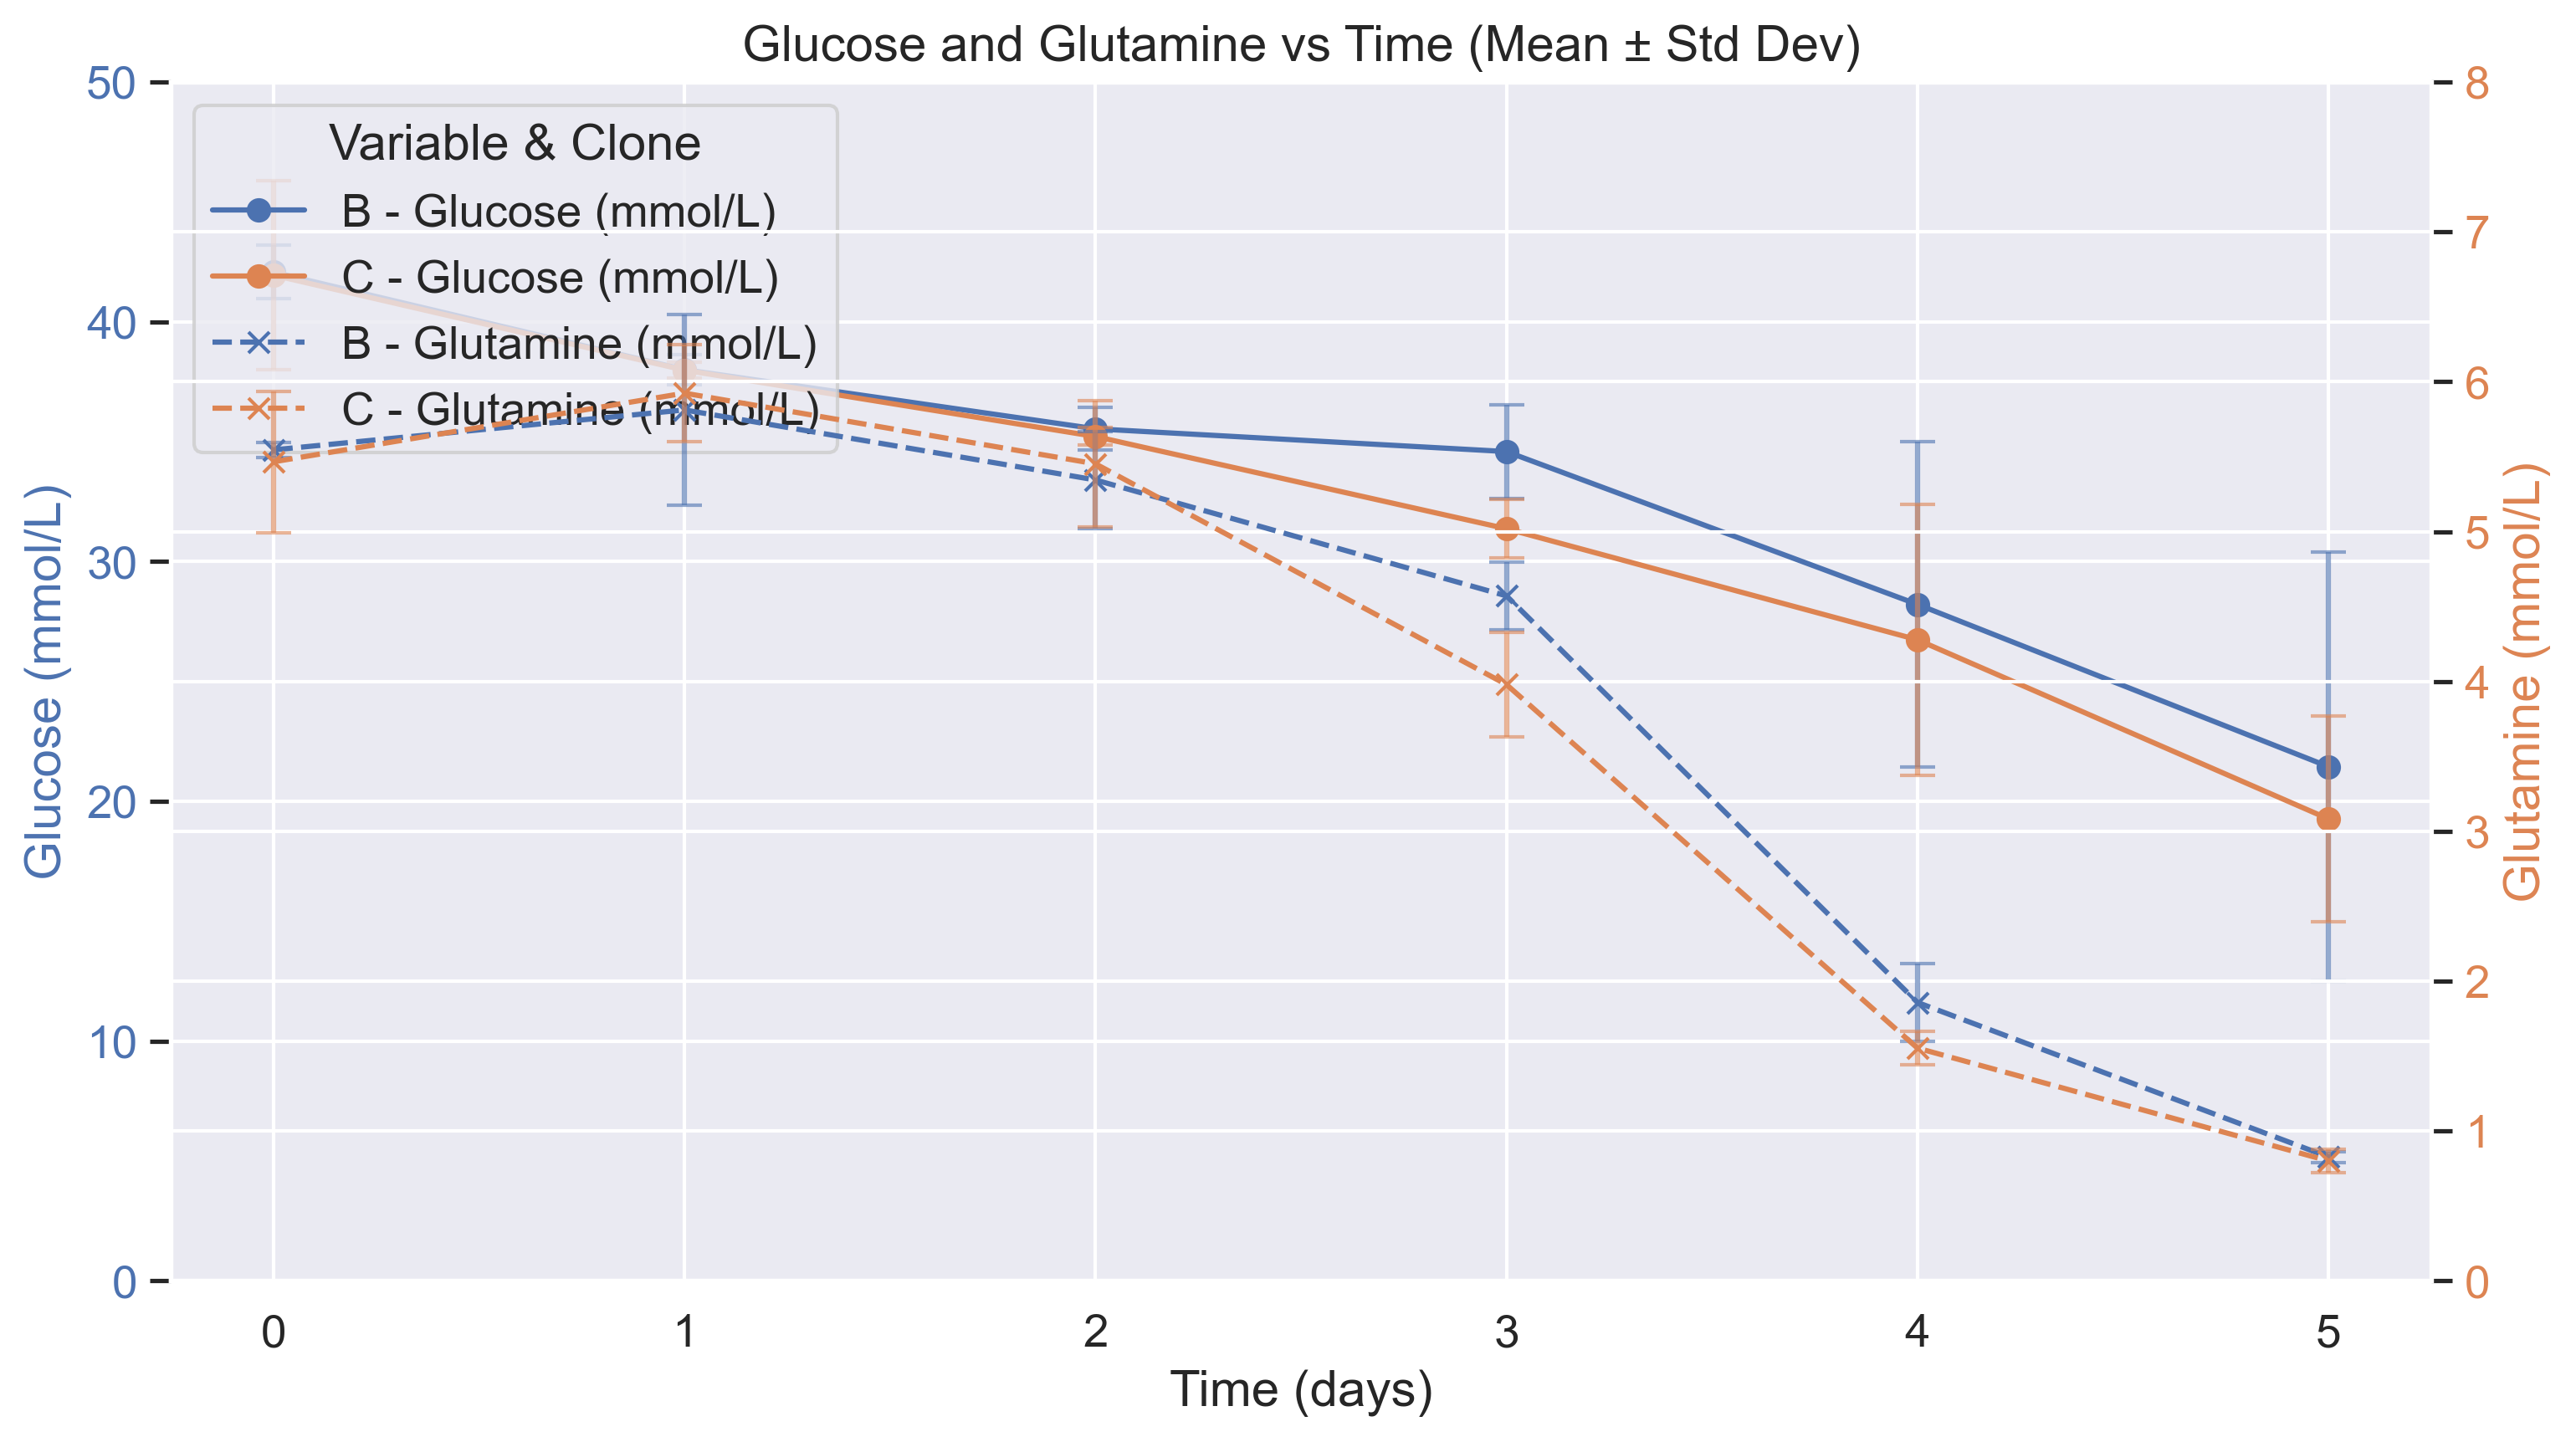 Glucose and Glutamine vs Time (Mean ± Std Dev)
Variable & Clone
B - Glucose (mmol/L)
C - Glucose (mmol/L)
B - Glutamine (mmol/L)
C - Glutamine (mmol/L)
Glucose (mmol/L)
50
40
30
20
10
0
Glutamine (mmol/L)
8
7
6
5
4
3
2
1
0
0 1 2 3 4 5
Time (days)